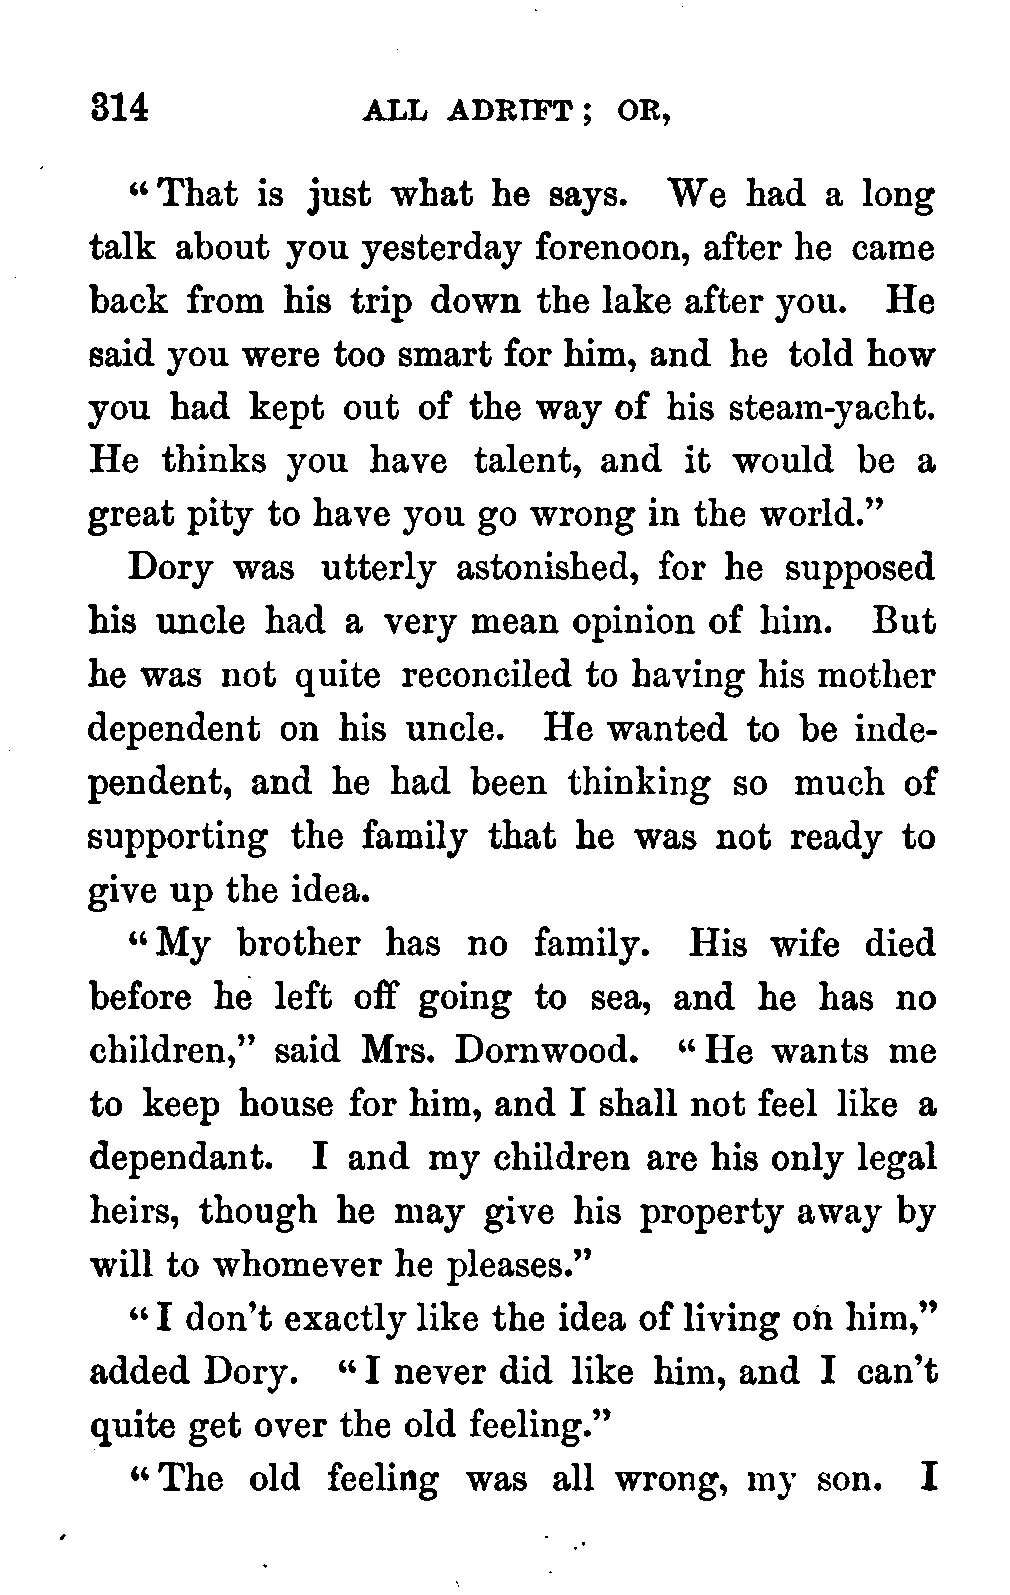 314 ALL ADRIFT; OR,
"That is just what he says. We had a long
talk about you yesterday forenoon, after he came
back from his trip down the lake after you. He
said you were too smart for him, and he told how
you had kept out of the way of his steam-yacht.
He thinks you have talent, and it would be a
great pity to have you go wrong in the world."
Dory was utterly astonished, for he supposed
his uncle had a very mean opinion of him. But
he was not quite reconciled to having his mother
dependent on his uncle. He wanted to be inde-
pendent, and he had been thinking so much of
supporting the family that he was not ready to
give up the idea.
"My brother has no family. His wife died
before he left off going to sea, and he has no
children," said Mrs. Dornwood. "He wants me
to keep house for him, and I shall not feel like a
dependant. I and my children are his only legal
heirs, though he may give his property away by
will to whomever he pleases."
"I don't exactly like the idea of living on him,"
added Dory. "I never did like him, and I can't
quite get over the old feeling."
"The old feeling was all wrong, my son. I